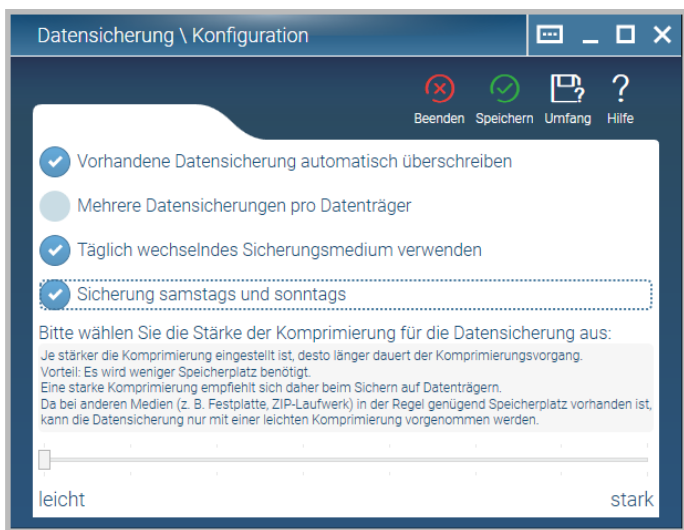 Datensicherung \ Konfiguration
Beenden Speichern Umfang Hilfe
Vorhandene Datensicherung automatisch überschreiben
Mehrere Datensicherungen pro Datenträger
Täglich wechselndes Sicherungsmedium verwenden
Sicherung samstags und sonntags
Bitte wählen Sie die Stärke der Komprimierung für die Datensicherung aus:
Je stärker die Komprimierung eingestellt ist, desto länger dauert der Komprimierungsvorgang.
Vorteil: Es wird weniger Speicherplatz benötigt.
Eine starke Komprimierung empfiehlt sich daher beim Sichern auf Datenträgern.
Da bei anderen Medien (z. B. Festplatte, ZIP-Laufwerk) in der Regel genügend Speicherplatz vorhanden ist,
kann die Datensicherung nur mit einer leichten Komprimierung vorgenommen werden.
leicht stark